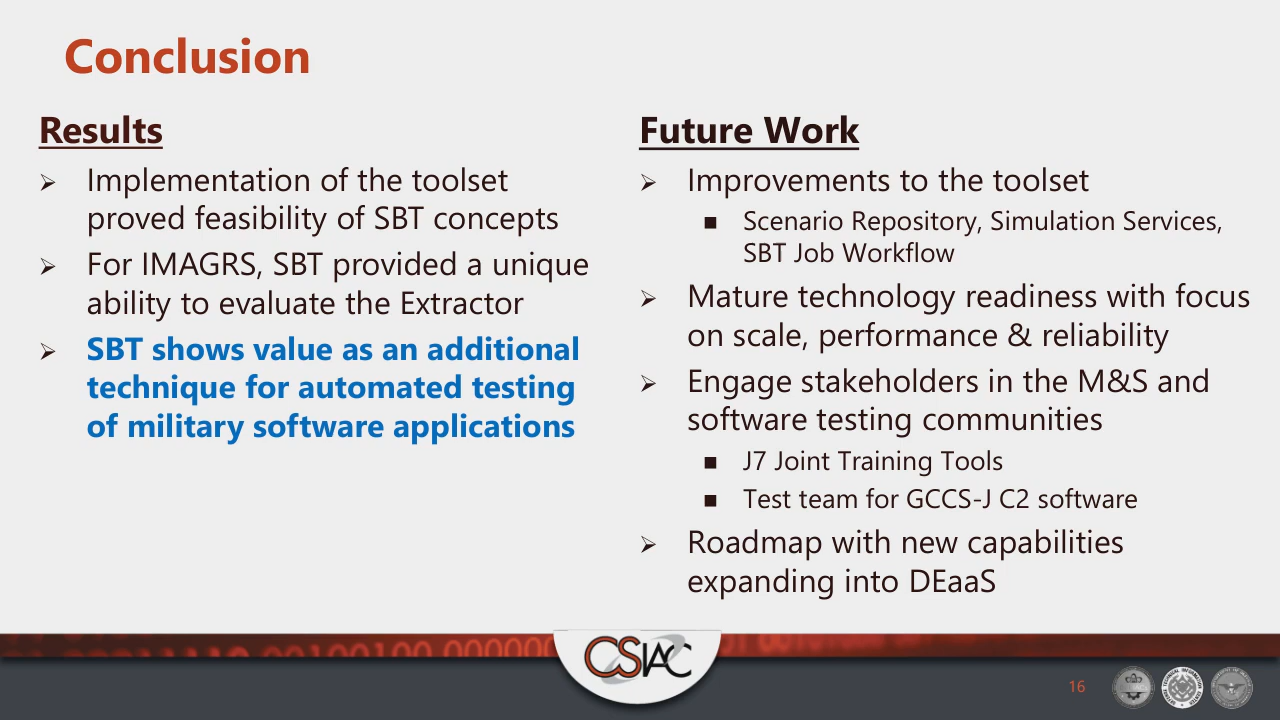 Conclusion
Results
➢ Implementation of the toolset
proved feasibility of SBT concepts
➢ For IMAGRS, SBT provided a unique
ability to evaluate the Extractor
➢ SBT shows value as an additional
technique for automated testing
of military software applications
Future Work
➢ Improvements to the toolset
■ Scenario Repository, Simulation Services,
SBT Job Workflow
➢ Mature technology readiness with focus
on scale, performance & reliability
➢ Engage stakeholders in the M&S and
software testing communities
■ J7 Joint Training Tools
■ Test team for GCCS-J C2 software
➢ Roadmap with new capabilities
expanding into DEaaS
CSIAC
16